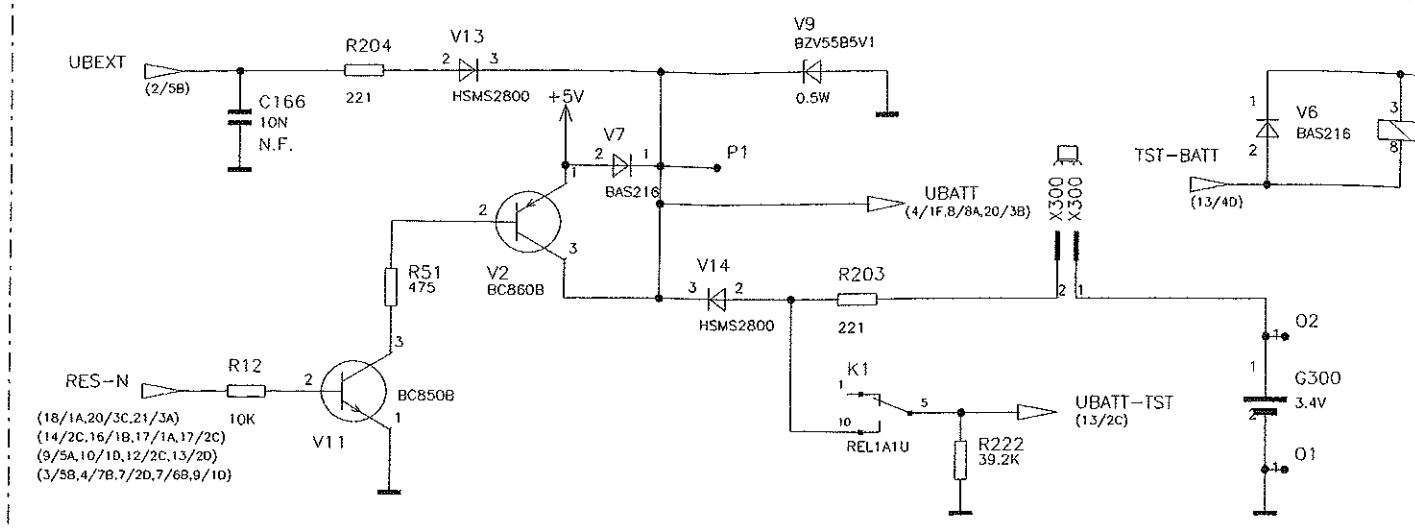 V9
BZV55B5V1
0.5W
R204
221
V13
2 3
HSMS2800
UBEXT
(2/5B)
C166
10N
N.F.
+5V
V7
2 1
BAS216
P1
1
V6
BAS216
1
2
3
8
TST-BATT
(13/4D)
UBATT
(4/1F,8/8A,20/3B)
X300
X300
2 1
2
3
V2
BC860B
R51
475
V14
3 2
HSMS2800
R203
221
RES-N
(18/1A,20/3C,21/3A)
(14/2C,16/1B,17/1A,17/2C)
(9/5A,10/1D,12/2C,13/2D)
(3/5B,4/7B,7/2D,7/6B,9/1D)
R12
10K
2
3
1
BC850B
V11
K1
1
10
5
REL1A1U
UBATT-TST
(13/2C)
R222
39.2K
1 O2
1
G300
3.4V
2
1 O1